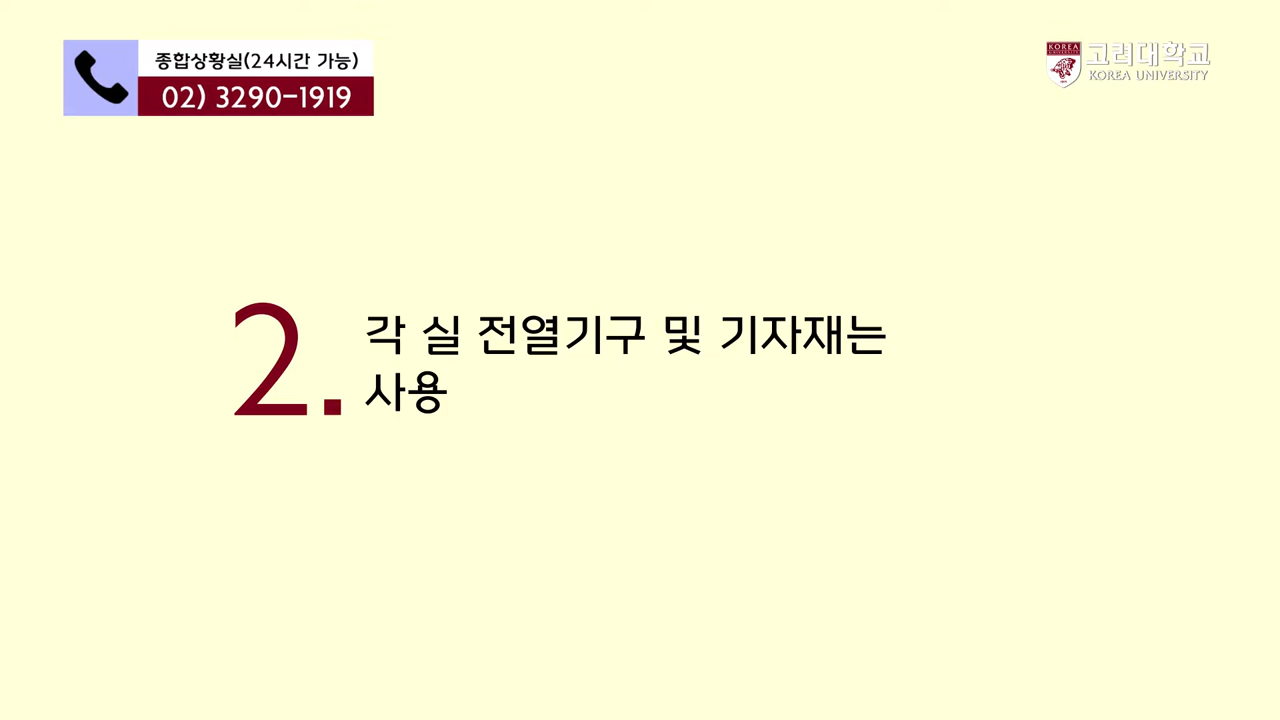 종합상황실(24시간 가능)
02) 3290-1919
KOREA
UNIVERSITY
고려대학교
KOREA UNIVERSITY
2. 각 실 전열기구 및 기자재는
사용